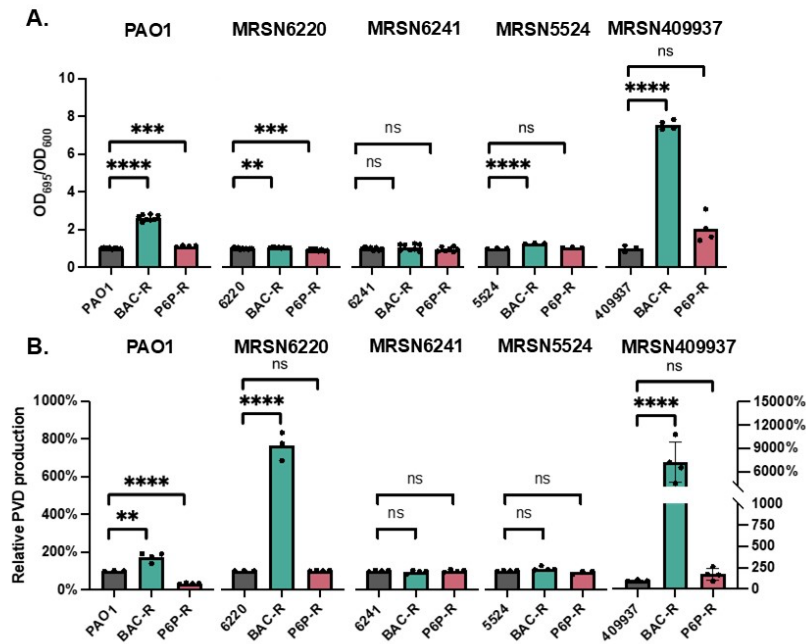 A.
PAO1 MRSN6220 MRSN6241 MRSN5524 MRSN409937
ns
****
*** *** ns ns
**** ** ns ****
OD695/OD600
10
8
6
4
2
0
PAO1 BAC-R P6P-R 6220 BAC-R P6P-R 6241 BAC-R P6P-R 5524 BAC-R P6P-R 409937 BAC-R P6P-R
B.
PAO1 MRSN6220 MRSN6241 MRSN5524 MRSN409937
ns ns
**** ****
**** ns ns
** ns ns
Relative PVD production
1000%
800%
600%
400%
200%
0%
15000%
12000%
9000%
6000%
1000
750
500
250
0
PAO1 BAC-R P6P-R 6220 BAC-R P6P-R 6241 BAC-R P6P-R 5524 BAC-R P6P-R 409937 BAC-R P6P-R